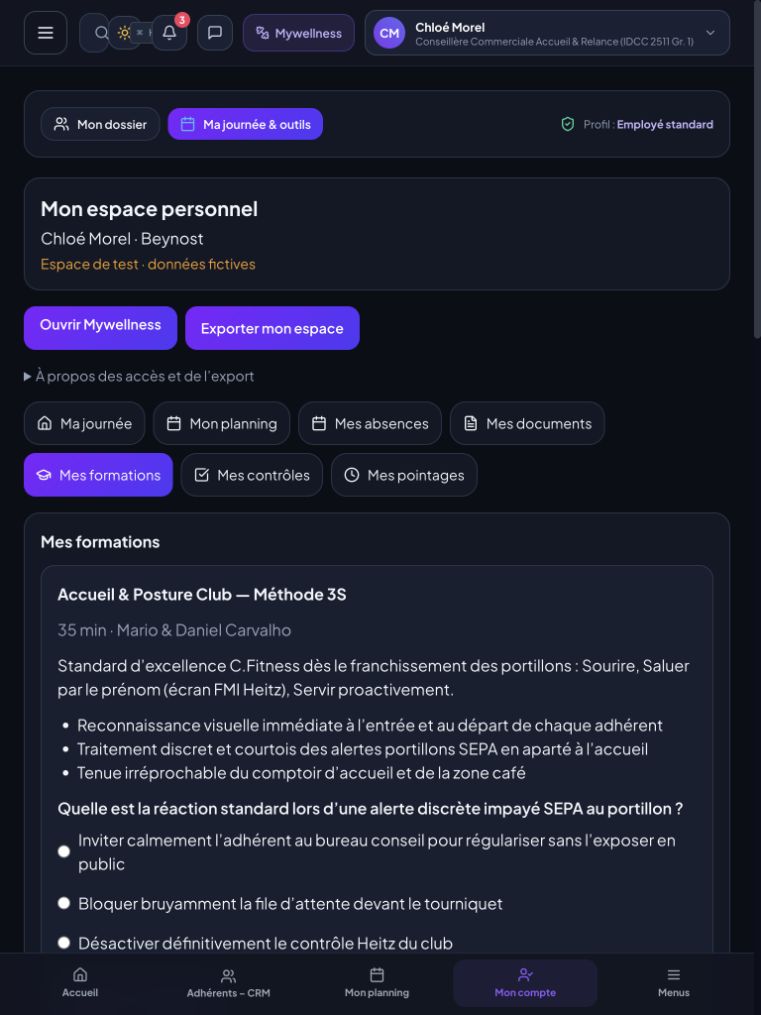 3
⌘
Mywellness
CM
Chloé Morel
Conseillère Commerciale Accueil & Relance (IDCC 2511 Gr. 1)
Mon dossier
Ma journée & outils
Profil : Employé standard
Mon espace personnel
Chloé Morel · Beynost
Espace de test · données fictives
Ouvrir Mywellness
Exporter mon espace
▶ À propos des accès et de l'export
Ma journée
Mon planning
Mes absences
Mes documents
Mes formations
Mes contrôles
Mes pointages
Mes formations
Accueil & Posture Club — Méthode 3S
35 min · Mario & Daniel Carvalho
Standard d'excellence C.Fitness dès le franchissement des portillons : Sourire, Saluer
par le prénom (écran FMI Heitz), Servir proactivement.
• Reconnaissance visuelle immédiate à l'entrée et au départ de chaque adhérent
• Traitement discret et courtois des alertes portillons SEPA en aparté à l'accueil
• Tenue irréprochable du comptoir d'accueil et de la zone café
Quelle est la réaction standard lors d'une alerte discrète impayé SEPA au portillon ?
Inviter calmement l'adhérent au bureau conseil pour régulariser sans l'exposer en
public
Bloquer bruyamment la file d'attente devant le tourniquet
Désactiver définitivement le contrôle Heitz du club
Accueil
Adhérents – CRM
Mon planning
Mon compte
Menus